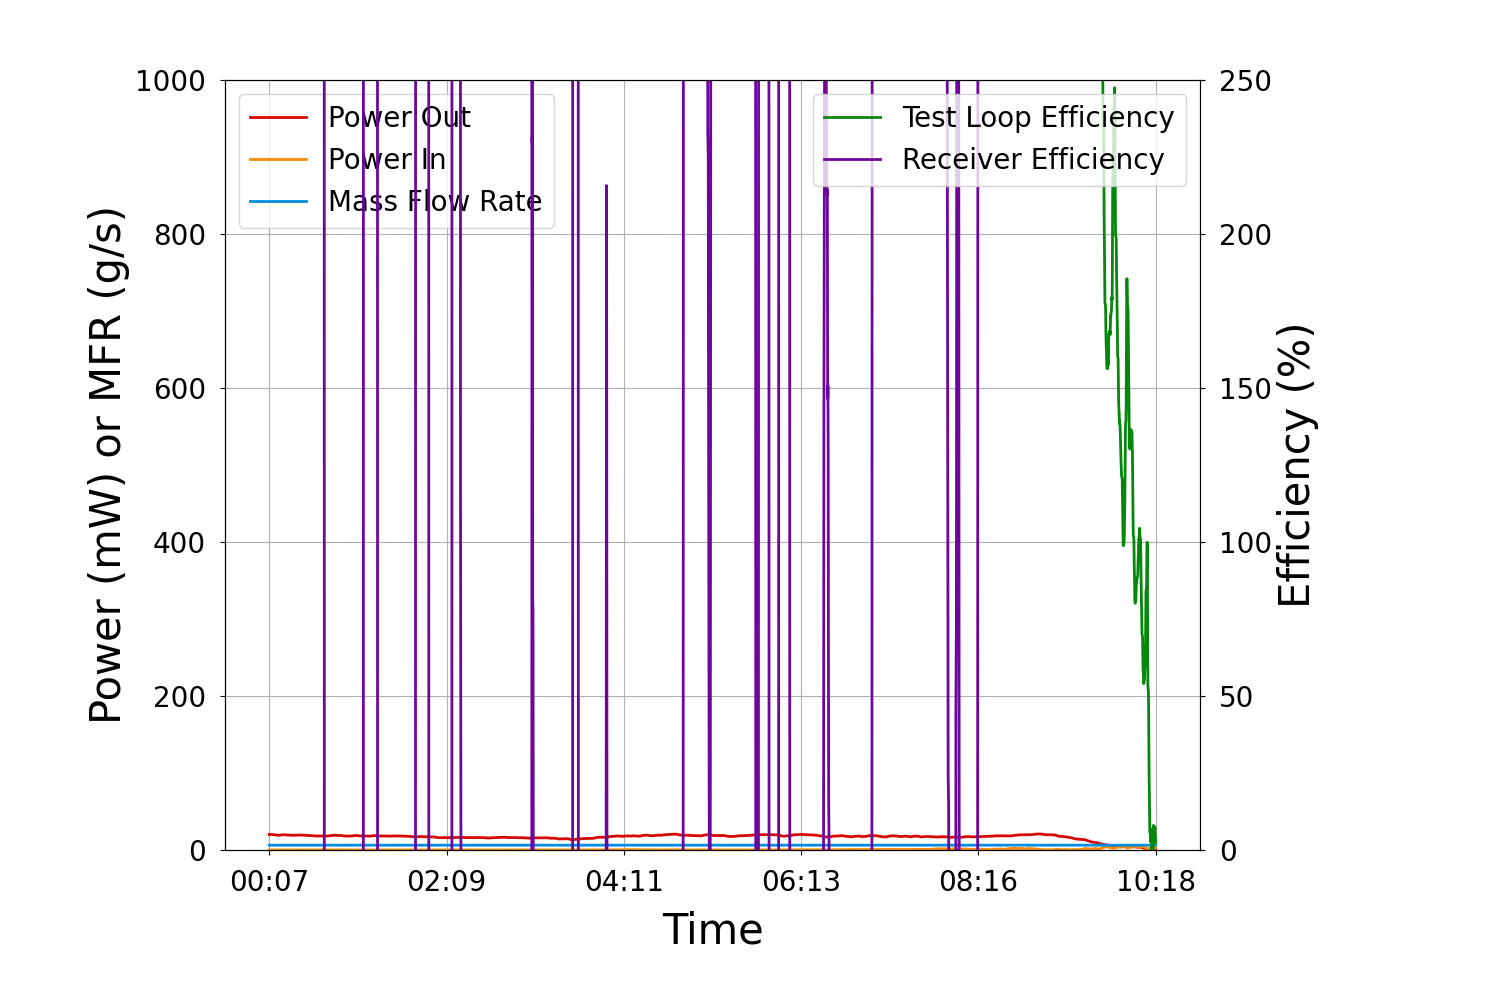 1000
800
600
400
200
0
Power (mW) or MFR (g/s)
Power Out
Power In
Mass Flow Rate
Test Loop Efficiency
Receiver Efficiency
250
200
150
100
50
0
Efficiency (%)
00:07
02:09
04:11
06:13
08:16
10:18
Time